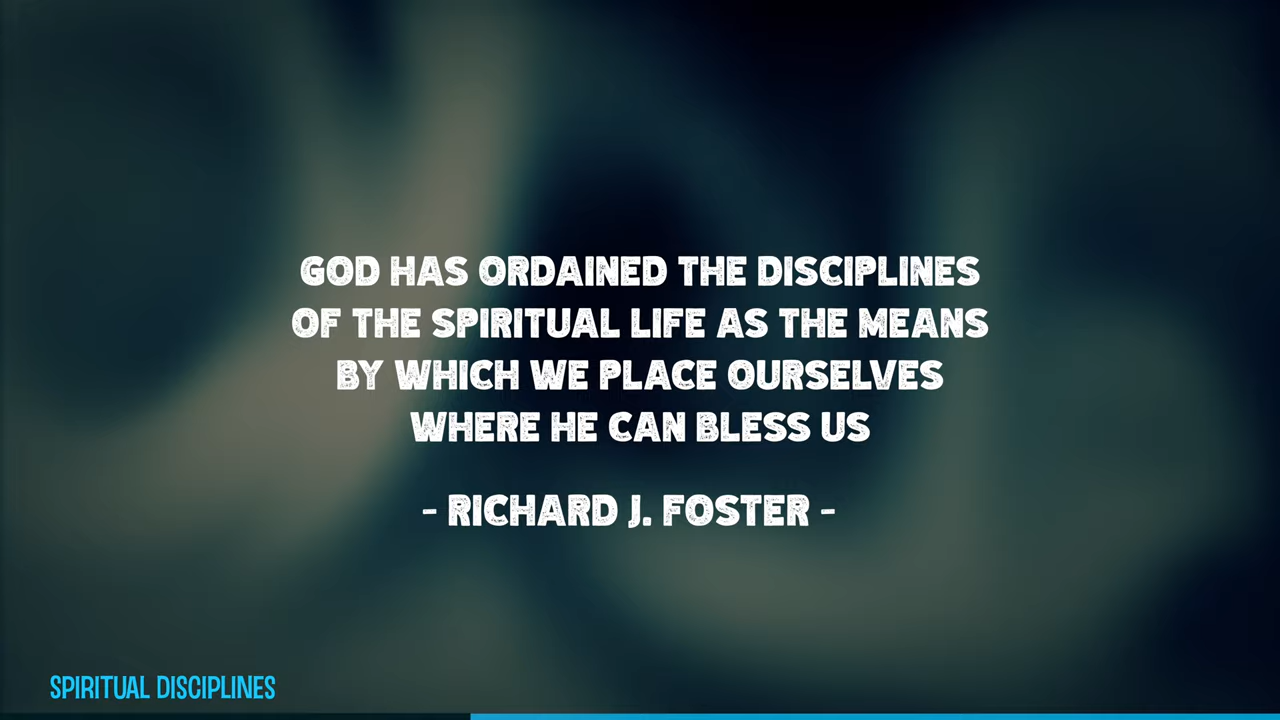 GOD HAS ORDAINED THE DISCIPLINES
OF THE SPIRITUAL LIFE AS THE MEANS
BY WHICH WE PLACE OURSELVES
WHERE HE CAN BLESS US
- RICHARD J. FOSTER -
SPIRITUAL DISCIPLINES